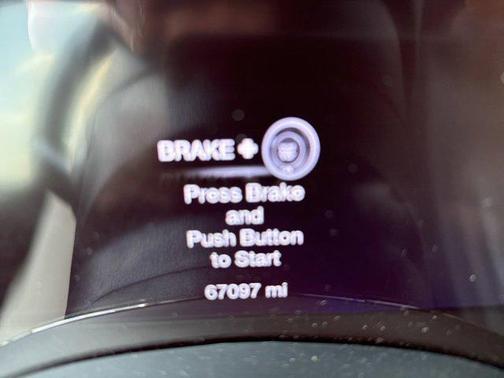 BRAKE +
Press Brake
and
Push Button
to Start
67097 mi